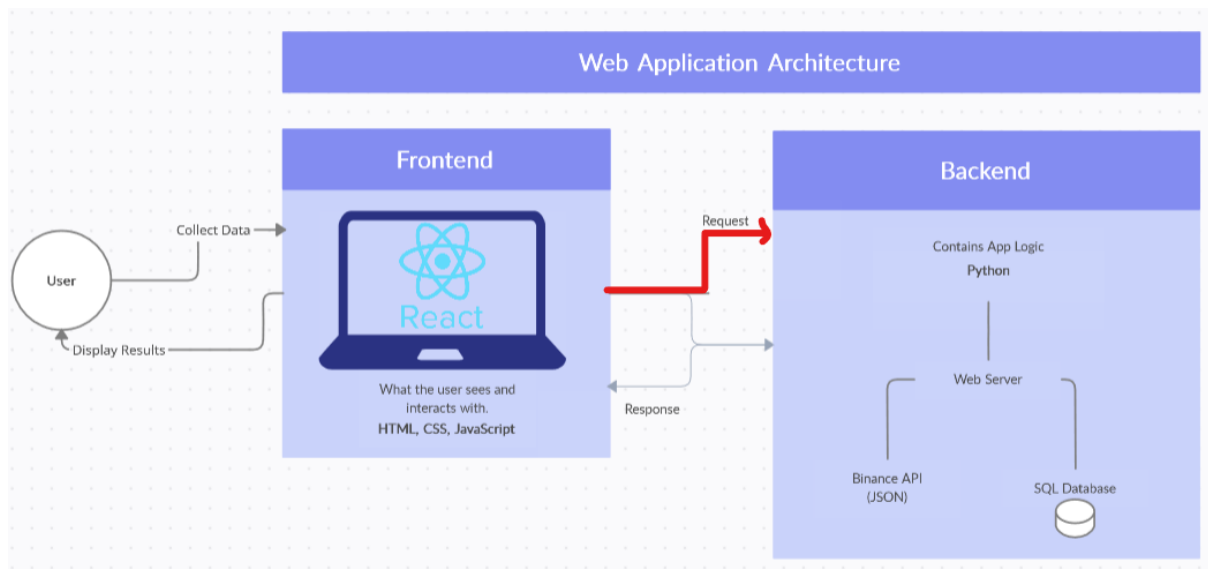 Web Application Architecture
Frontend
Backend
Collect Data
Request
User
React
Contains App Logic
Python
Display Results
What the user sees and
interacts with.
HTML, CSS, JavaScript
Response
Web Server
Binance API
(JSON)
SQL Database